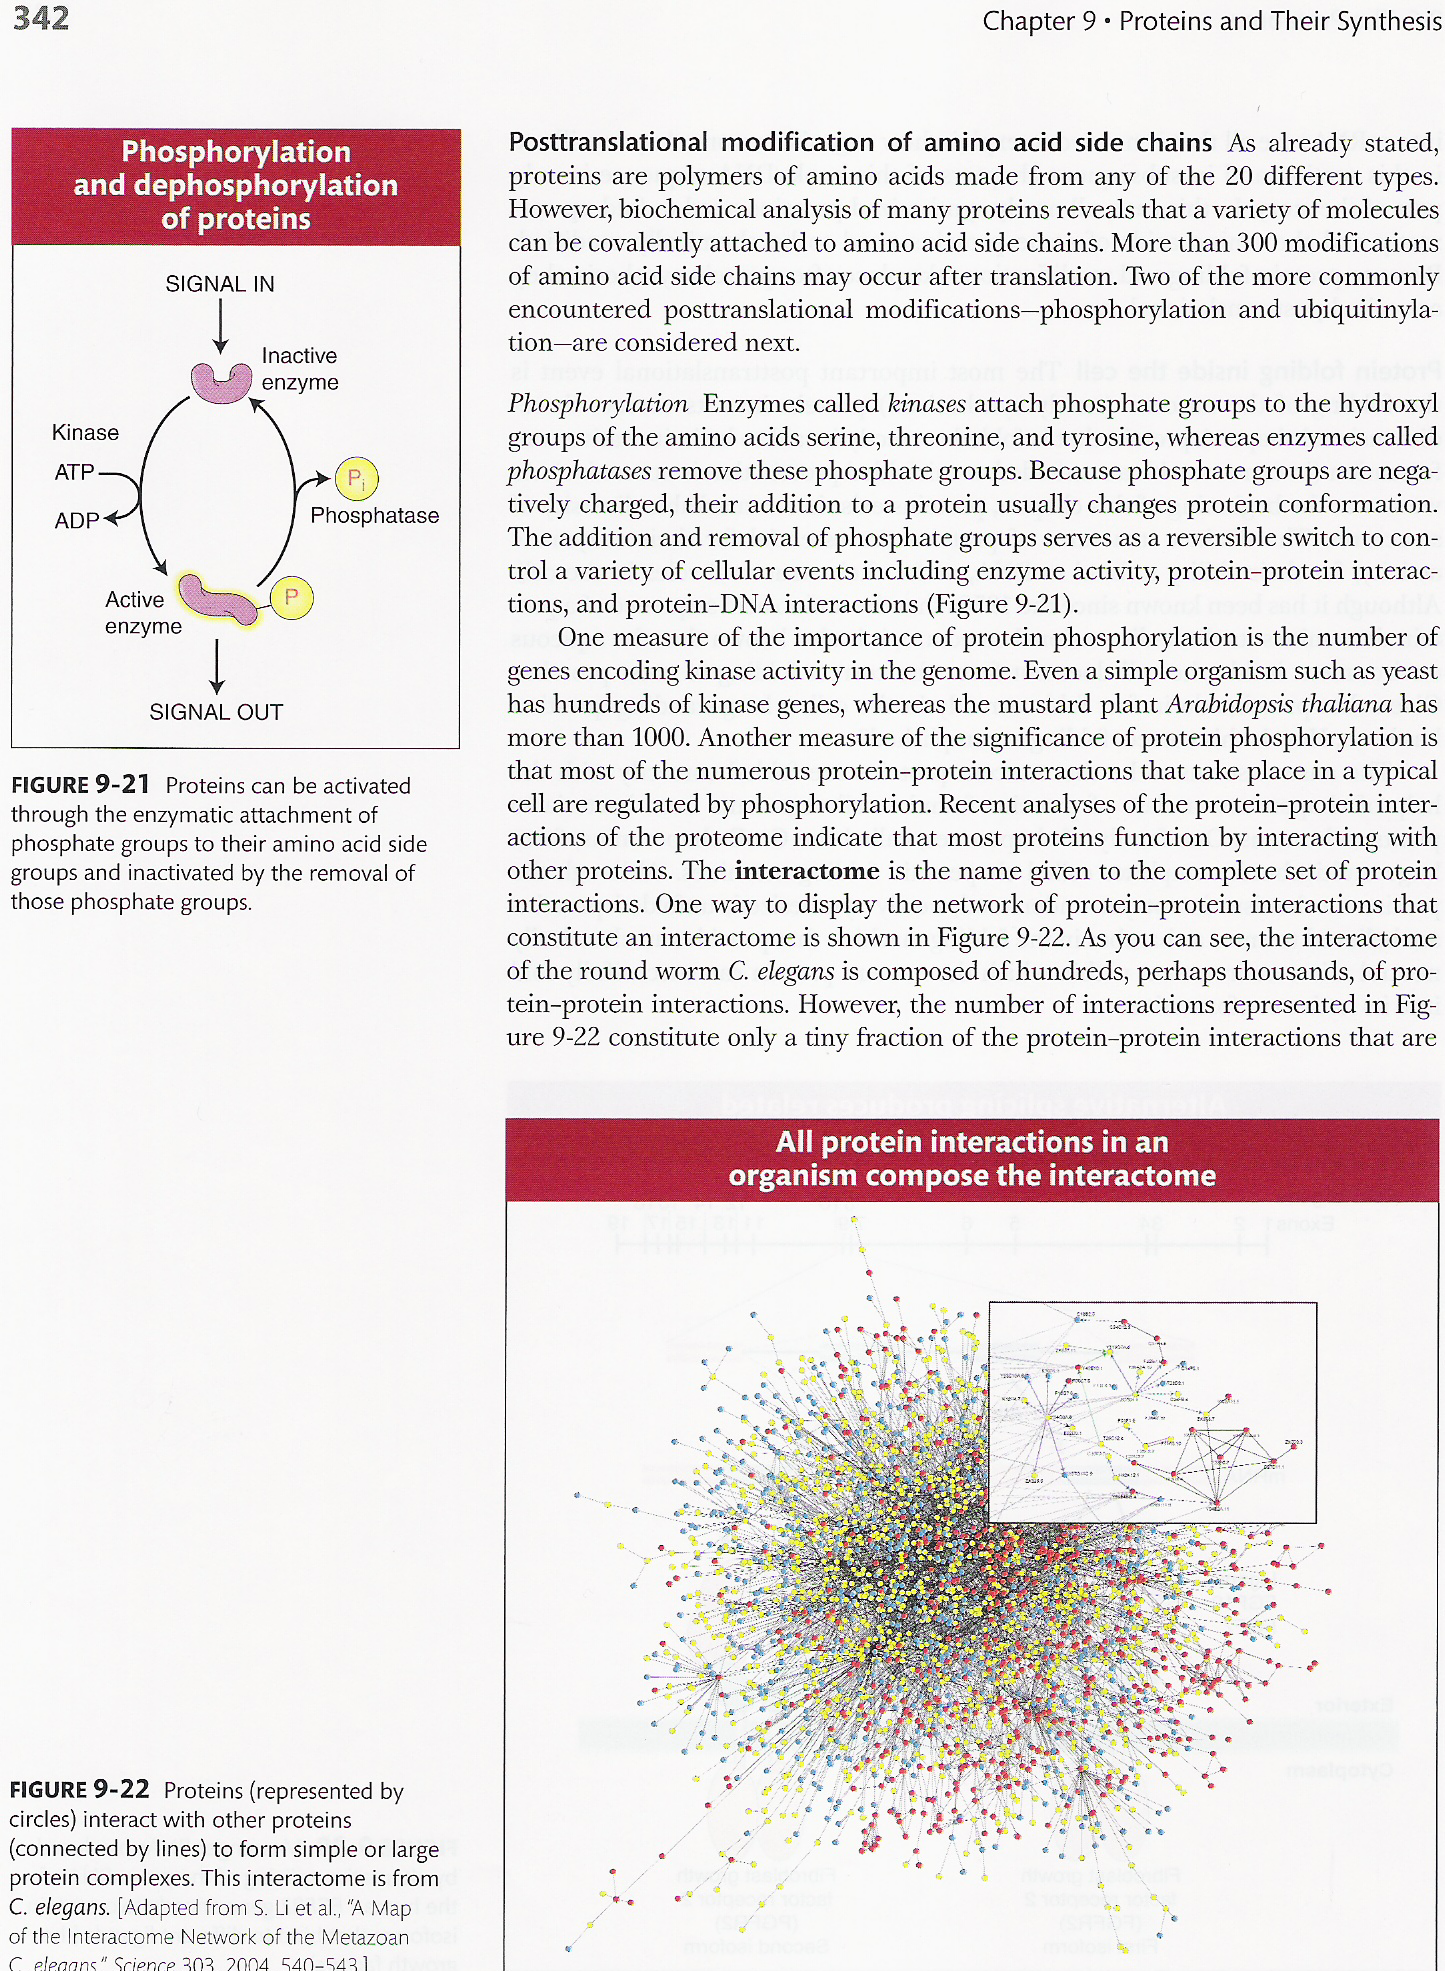 342
Chapter 9 • Proteins and Their Synthesis
Phosphorylation
and dephosphorylation
of proteins
SIGNAL IN
Inactive
enzyme
Kinase
ATP
ADP
Pi
Phosphatase
Active
enzyme
P
SIGNAL OUT
FIGURE 9-21 Proteins can be activated
through the enzymatic attachment of
phosphate groups to their amino acid side
groups and inactivated by the removal of
those phosphate groups.
Posttranslational modification of amino acid side chains As already stated,
proteins are polymers of amino acids made from any of the 20 different types.
However, biochemical analysis of many proteins reveals that a variety of molecules
can be covalently attached to amino acid side chains. More than 300 modifications
of amino acid side chains may occur after translation. Two of the more commonly
encountered posttranslational modifications—phosphorylation and ubiquitinyla-
tion—are considered next.
Phosphorylation Enzymes called kinases attach phosphate groups to the hydroxyl
groups of the amino acids serine, threonine, and tyrosine, whereas enzymes called
phosphatases remove these phosphate groups. Because phosphate groups are nega-
tively charged, their addition to a protein usually changes protein conformation.
The addition and removal of phosphate groups serves as a reversible switch to con-
trol a variety of cellular events including enzyme activity, protein–protein interac-
tions, and protein–DNA interactions (Figure 9-21).
One measure of the importance of protein phosphorylation is the number of
genes encoding kinase activity in the genome. Even a simple organism such as yeast
has hundreds of kinase genes, whereas the mustard plant Arabidopsis thaliana has
more than 1000. Another measure of the significance of protein phosphorylation is
that most of the numerous protein–protein interactions that take place in a typical
cell are regulated by phosphorylation. Recent analyses of the protein–protein inter-
actions of the proteome indicate that most proteins function by interacting with
other proteins. The interactome is the name given to the complete set of protein
interactions. One way to display the network of protein–protein interactions that
constitute an interactome is shown in Figure 9-22. As you can see, the interactome
of the round worm C. elegans is composed of hundreds, perhaps thousands, of pro-
tein–protein interactions. However, the number of interactions represented in Fig-
ure 9-22 constitute only a tiny fraction of the protein–protein interactions that are
All protein interactions in an
organism compose the interactome
FIGURE 9-22 Proteins (represented by
circles) interact with other proteins
(connected by lines) to form simple or large
protein complexes. This interactome is from
C. elegans. [Adapted from S. Li et al., "A Map
of the Interactome Network of the Metazoan
C. elegans" Science 303, 2004, 540–543.]